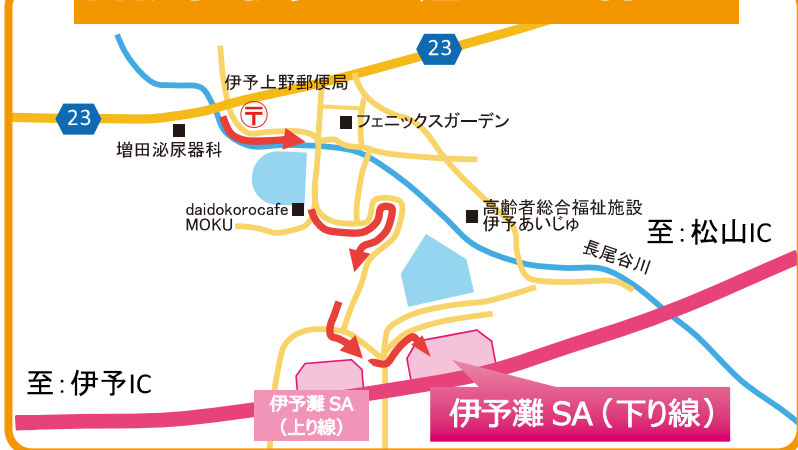 23
伊予上野郵便局
〒
フェニックスガーデン
23
増田泌尿器科
daidokorocafe
MOKU
高齢者総合福祉施設
伊予あいじゅ
至：松山IC
長尾谷川
至：伊予IC
伊予灘 SA
（上り線）
伊予灘 SA（下り線）